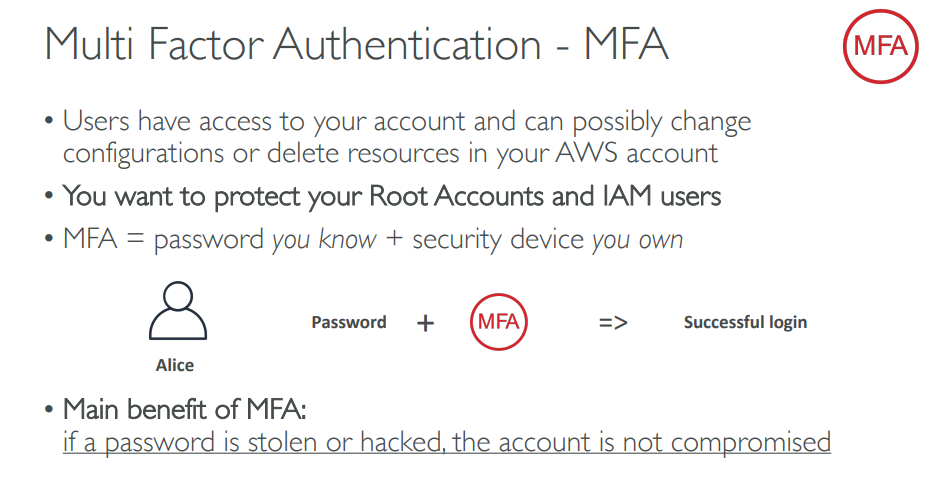 Multi Factor Authentication - MFA
MFA
• Users have access to your account and can possibly change
configurations or delete resources in your AWS account
• You want to protect your Root Accounts and IAM users
• MFA = password you know + security device you own
Password + MFA => Successful login
Alice
• Main benefit of MFA:
if a password is stolen or hacked, the account is not compromised